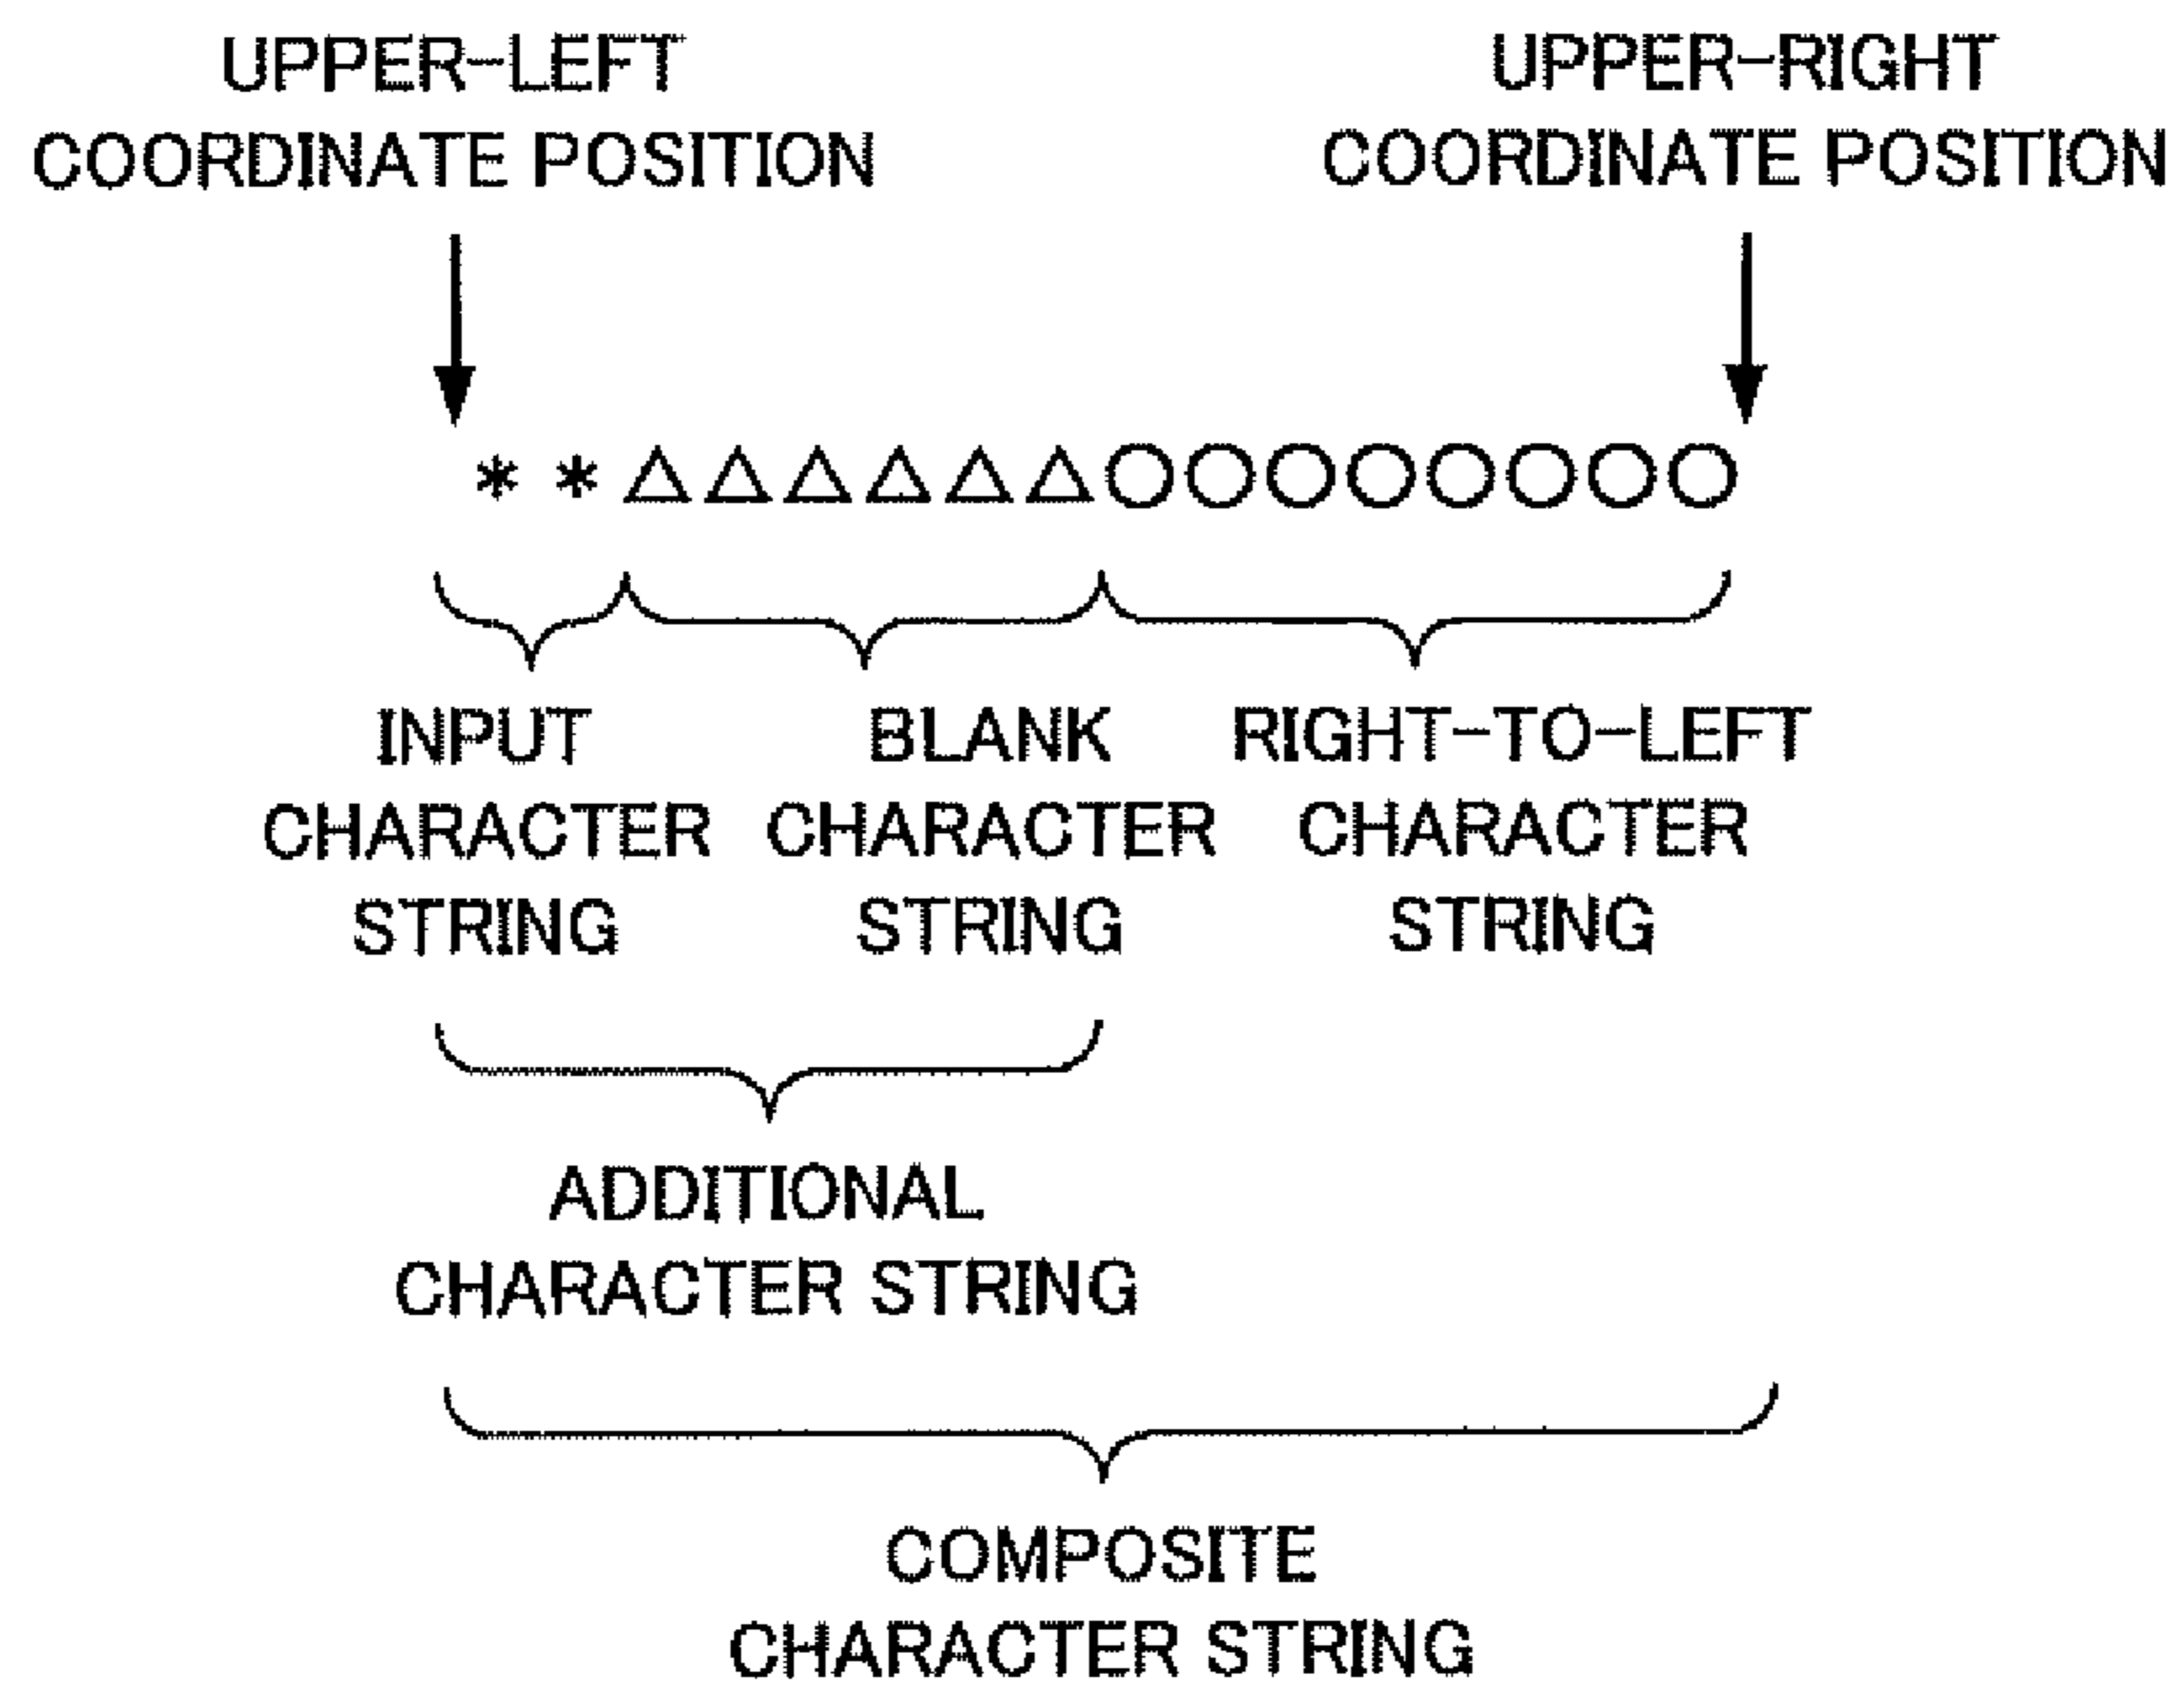 UPPER-LEFT
COORDINATE POSITION
UPPER-RIGHT
COORDINATE POSITION
**△△△△△△○○○○○○○○
INPUT
CHARACTER
STRING
BLANK
CHARACTER
STRING
RIGHT-TO-LEFT
CHARACTER
STRING
ADDITIONAL
CHARACTER STRING
COMPOSITE
CHARACTER STRING